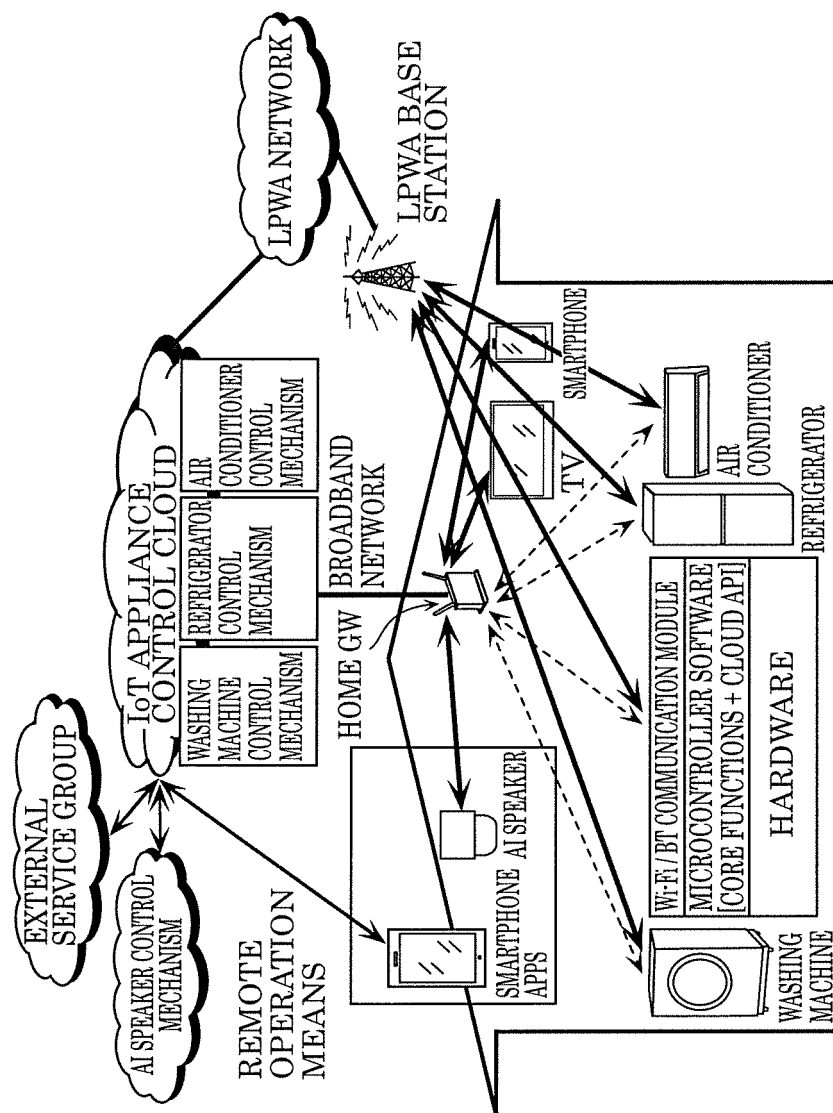 EXTERNAL
SERVICE GROUP
AI SPEAKER CONTROL
MECHANISM
IoT APPLIANCE
CONTROL CLOUD
WASHING
MACHINE
CONTROL
MECHANISM
REFRIGERATOR
CONTROL
MECHANISM
AIR
CONDITIONER
CONTROL
MECHANISM
LPWA NETWORK
LPWA BASE
STATION
BROADBAND
NETWORK
HOME GW
REMOTE
OPERATION
MEANS
SMARTPHONE
APPS
AI SPEAKER
TV
SMARTPHONE
WASHING
MACHINE
Wi-Fi / BT COMMUNICATION MODULE
MICROCONTROLLER SOFTWARE
[CORE FUNCTIONS + CLOUD API]
HARDWARE
REFRIGERATOR
AIR
CONDITIONER